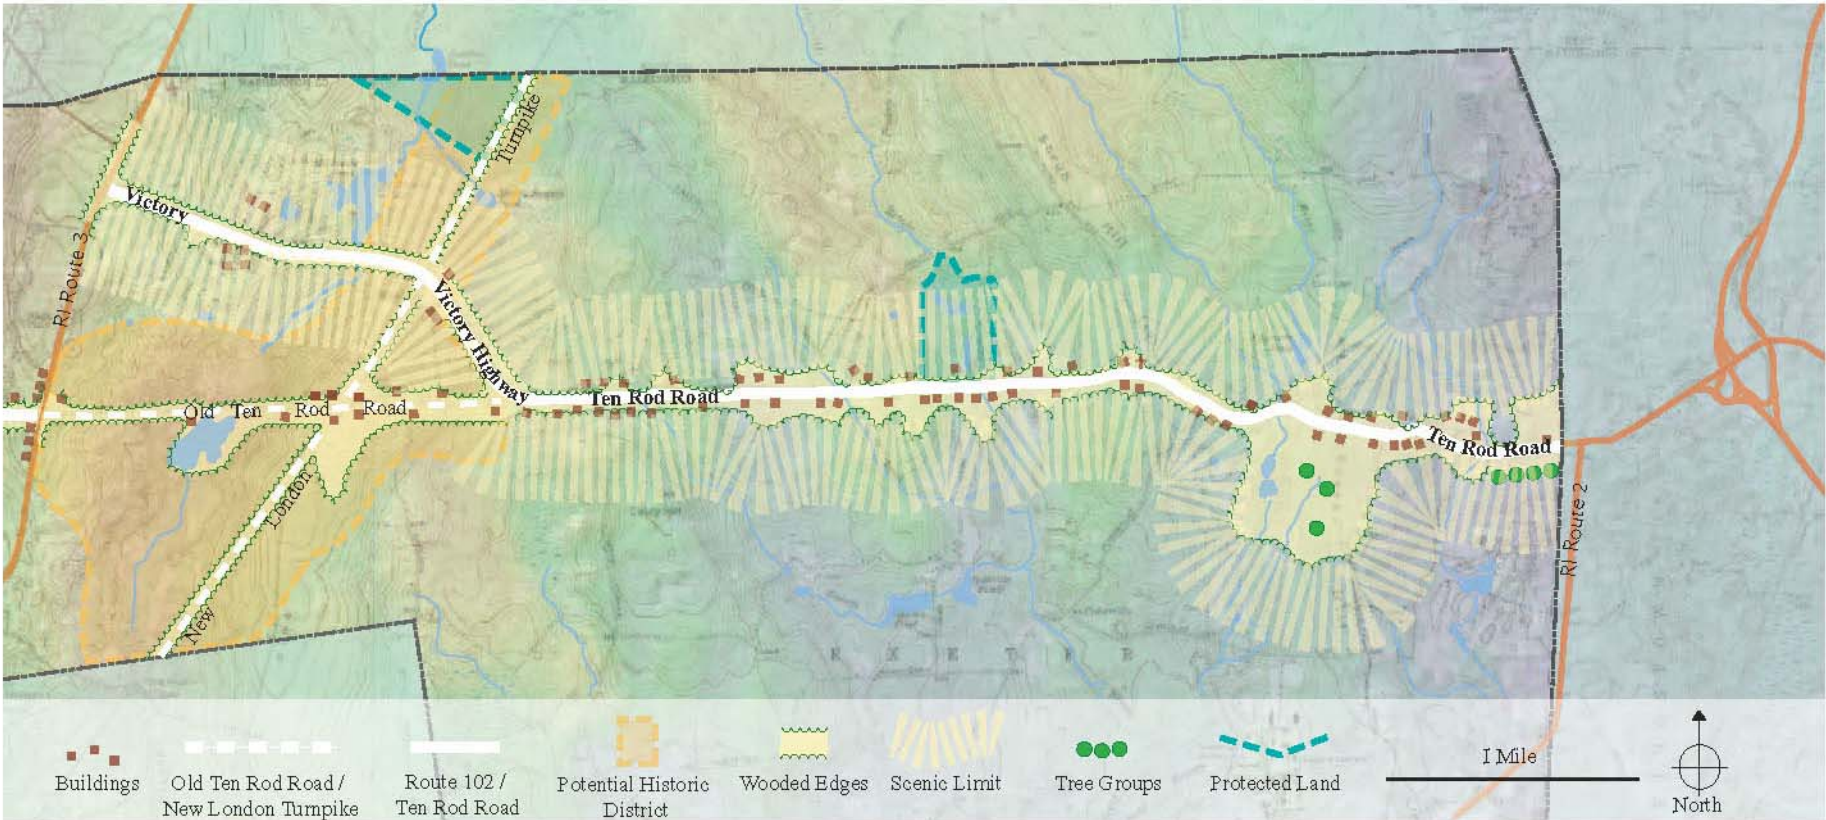 Turnpike
Victory
RI Route 3
Victory Highway
Old Ten Rod Road
Ten Rod Road
Ten Rod Road
London
New
RI Route 2
E X E T E R
Buildings
Old Ten Rod Road /
New London Turnpike
Route 102 /
Ten Rod Road
Potential Historic
District
Wooded Edges
Scenic Limit
Tree Groups
Protected Land
1 Mile
North